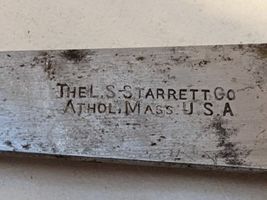 THE L.S. STARRETT CO
ATHOL, MASS. U.S.A